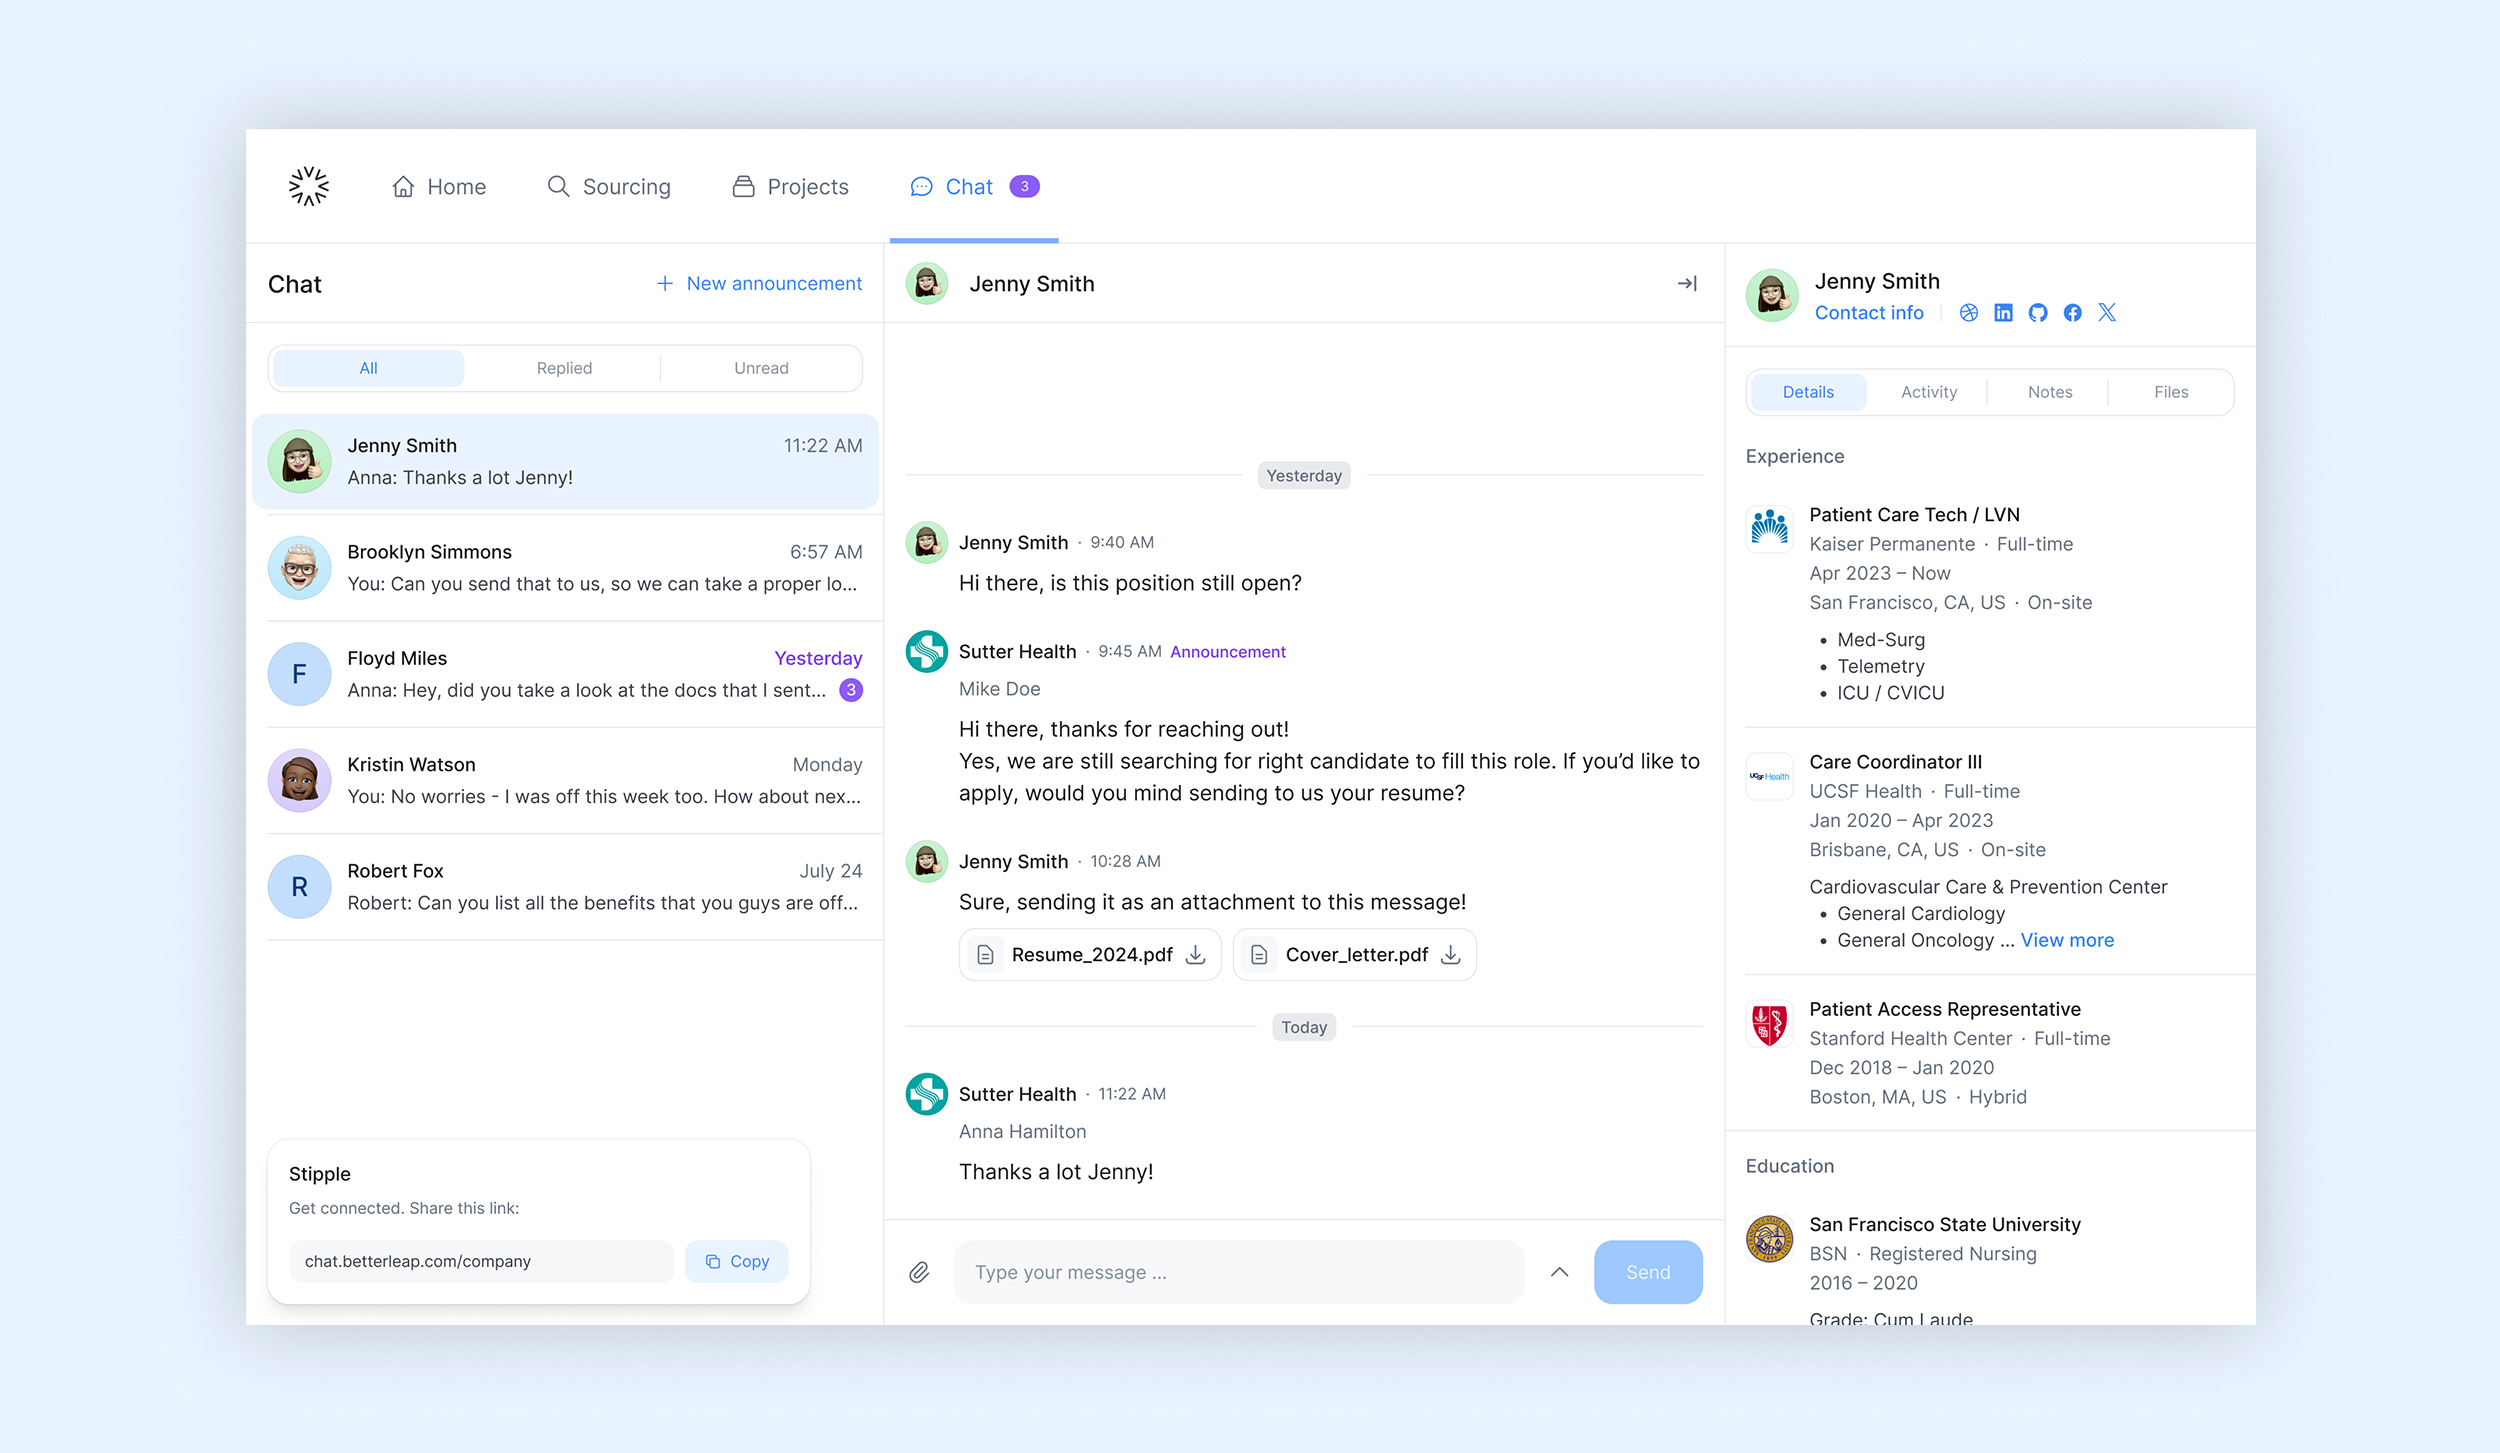 Home
Sourcing
Projects
Chat
3
Chat
+ New announcement
All
Replied
Unread
Jenny Smith
11:22 AM
Anna: Thanks a lot Jenny!
Brooklyn Simmons
6:57 AM
You: Can you send that to us, so we can take a proper lo...
F
Floyd Miles
Yesterday
Anna: Hey, did you take a look at the docs that I sent...
3
Kristin Watson
Monday
You: No worries - I was off this week too. How about nex...
R
Robert Fox
July 24
Robert: Can you list all the benefits that you guys are off...
Stipple
Get connected. Share this link:
chat.betterleap.com/company
Copy
Jenny Smith
Yesterday
Jenny Smith · 9:40 AM
Hi there, is this position still open?
Sutter Health · 9:45 AM Announcement
Mike Doe
Hi there, thanks for reaching out!
Yes, we are still searching for right candidate to fill this role. If you’d like to
apply, would you mind sending to us your resume?
Jenny Smith · 10:28 AM
Sure, sending it as an attachment to this message!
Resume_2024.pdf
Cover_letter.pdf
Today
Sutter Health · 11:22 AM
Anna Hamilton
Thanks a lot Jenny!
Type your message ...
Send
Jenny Smith
Contact info
Details
Activity
Notes
Files
Experience
Patient Care Tech / LVN
Kaiser Permanente · Full-time
Apr 2023 – Now
San Francisco, CA, US · On-site
• Med-Surg
• Telemetry
• ICU / CVICU
UCSF Health
Care Coordinator III
UCSF Health · Full-time
Jan 2020 – Apr 2023
Brisbane, CA, US · On-site
Cardiovascular Care & Prevention Center
• General Cardiology
• General Oncology ... View more
Patient Access Representative
Stanford Health Center · Full-time
Dec 2018 – Jan 2020
Boston, MA, US · Hybrid
Education
San Francisco State University
BSN · Registered Nursing
2016 – 2020
Grade: Cum Laude